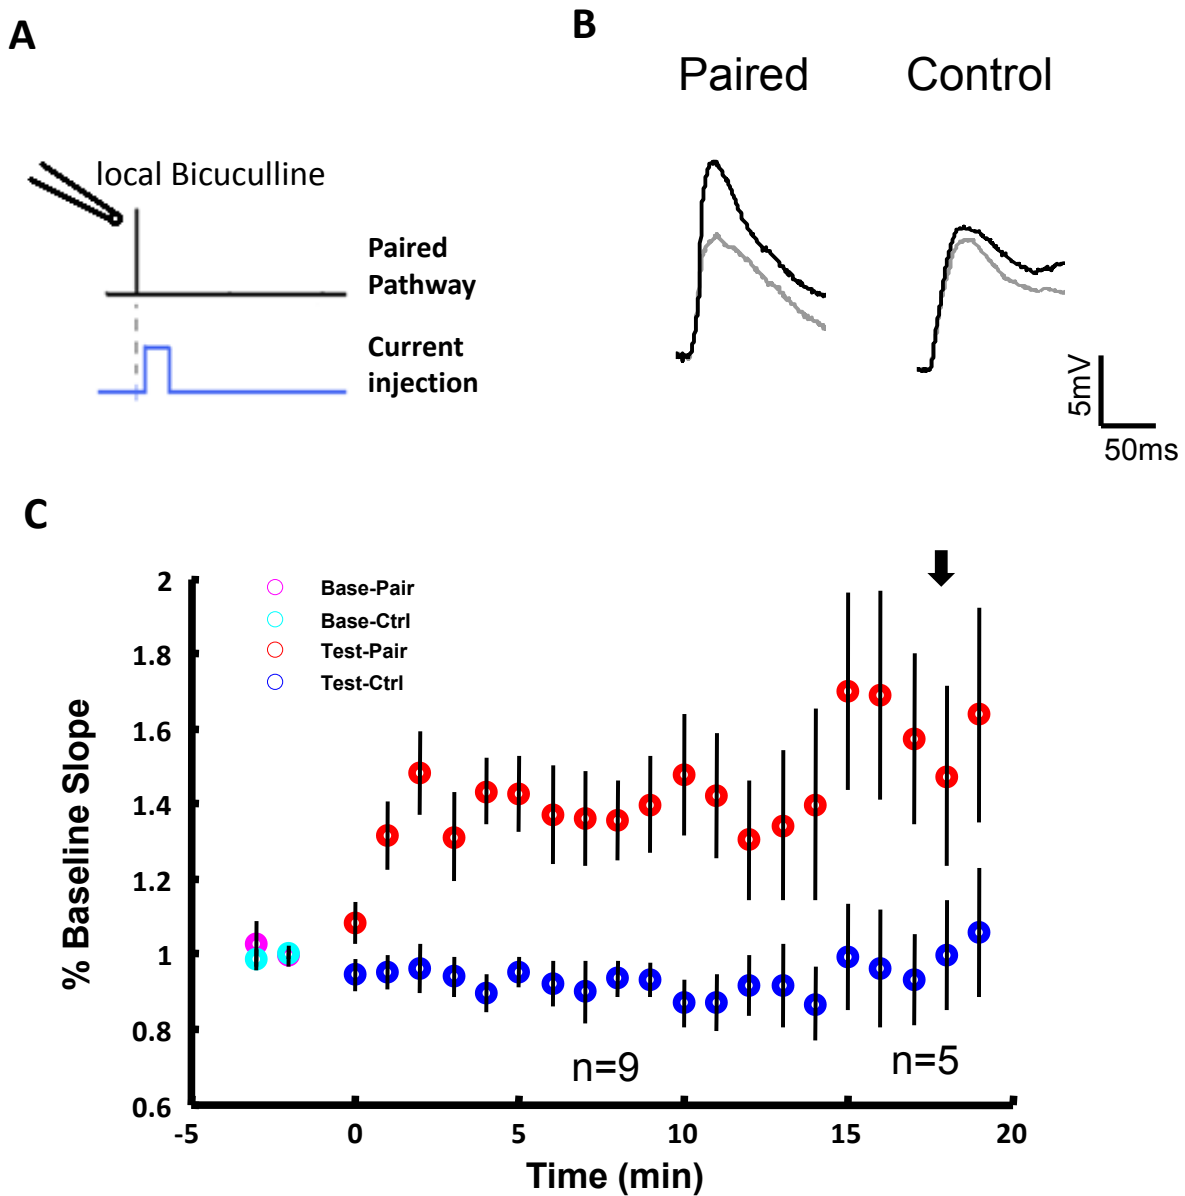 A
local Bicuculline
Paired
Pathway
Current
injection
B
Paired
Control
5mV
50ms
C
% Baseline Slope
2
1.8
1.6
1.4
1.2
1
0.8
0.6
Base-Pair
Base-Ctrl
Test-Pair
Test-Ctrl
n=9
n=5
-5
0
5
10
15
20
Time (min)